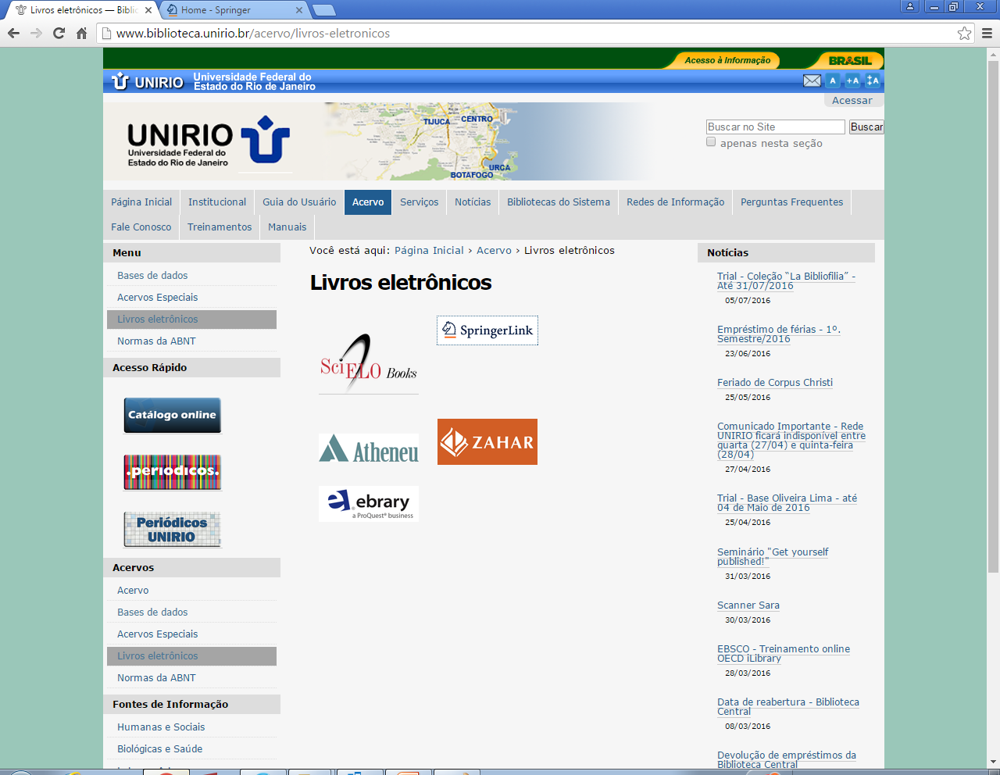 Livros eletrônicos — Biblio
Home - Springer
www.biblioteca.unirio.br/acervo/livros-eletronicos
Acesso à Informação
BRASIL
UNIRIO
Universidade Federal do
Estado do Rio de Janeiro
A
+A
A
Acessar
UNIRIO
Universidade Federal do
Estado do Rio de Janeiro
TIJUCA
CENTRO
URCA
BOTAFOGO
Buscar no Site
Buscar
apenas nesta seção
Página Inicial
Institucional
Guia do Usuário
Acervo
Serviços
Notícias
Bibliotecas do Sistema
Redes de Informação
Perguntas Frequentes
Fale Conosco
Treinamentos
Manuais
Menu
Bases de dados
Acervos Especiais
Livros eletrônicos
Normas da ABNT
Acesso Rápido
Catálogo online
.periodicos.
Periódicos
UNIRIO
Acervos
Acervo
Bases de dados
Acervos Especiais
Livros eletrônicos
Normas da ABNT
Fontes de Informação
Humanas e Sociais
Biológicas e Saúde
Você está aqui: Página Inicial › Acervo › Livros eletrônicos
Livros eletrônicos
SciELO Books
SpringerLink
Atheneu
ZAHAR
ebrary
a ProQuest® business
Notícias
Trial - Coleção “La Bibliofilia” -
Até 31/07/2016
05/07/2016
Empréstimo de férias - 1º.
Semestre/2016
23/06/2016
Feriado de Corpus Christi
25/05/2016
Comunicado Importante - Rede
UNIRIO ficará indisponível entre
quarta (27/04) e quinta-feira
(28/04)
27/04/2016
Trial - Base Oliveira Lima - até
04 de Maio de 2016
25/04/2016
Seminário "Get yourself
published!"
31/03/2016
Scanner Sara
30/03/2016
EBSCO - Treinamento online
OECD iLibrary
28/03/2016
Data de reabertura - Biblioteca
Central
08/03/2016
Devolução de empréstimos da
Biblioteca Central